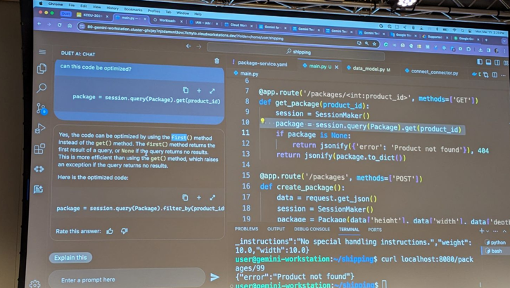 shipping
DUET AI: CHAT
can this code be optimized?
package = session.query(Package).get(product_id)
Yes, the code can be optimized by using the first() method
instead of the get() method. The first() method returns the
first result of a query, or None if the query returns no results.
This is more efficient than using the get() method, which raises
an exception if the query returns no results.
Here is the optimized code:
package = session.query(Package).filter_by(product_id
Rate this answer:
Explain this
Enter a prompt here
package-service.yaml
main.py
data_model.py
connect_connector.py
main.py
6
7 @app.route('/packages/<int:product_id>', methods=['GET'])
8 def get_package(product_id):
9 session = SessionMaker()
10 package = session.query(Package).get(product_id)
11 if package is None:
12 return jsonify({'error': 'Product not found'}), 404
13 return jsonify(package.to_dict())
14
15 @app.route('/packages', methods=['POST'])
16 def create_package():
17 data = request.get_json()
18 session = SessionMaker()
19 package = Package(data['height'], data['width'], data['dept
PROBLEMS OUTPUT DEBUG CONSOLE TERMINAL PORTS
_instructions":"No special handling instructions.","weight":
10.0,"width":10.0}
user@gemini-workstation:~/shipping$ curl localhost:8080/pack
ages/99
{"error":"Product not found"}
user@gemini-workstation:~/shipping$
python
bash